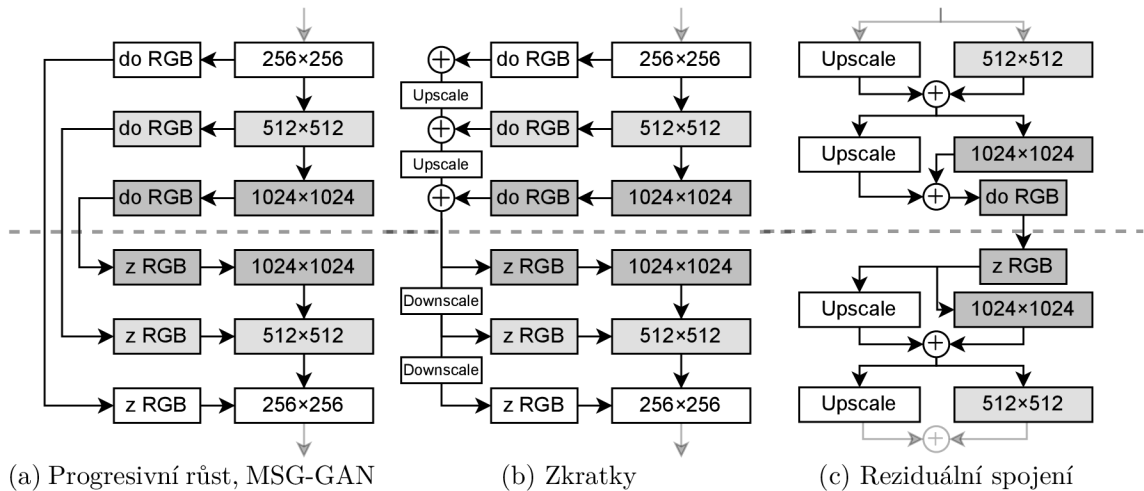 do RGB
256×256
do RGB
512×512
do RGB
1024×1024
z RGB
1024×1024
z RGB
512×512
z RGB
256×256
(a) Progresivní růst, MSG-GAN
+
do RGB
256×256
Upscale
+
do RGB
512×512
Upscale
+
do RGB
1024×1024
z RGB
1024×1024
Downscale
z RGB
512×512
Downscale
z RGB
256×256
(b) Zkratky
Upscale
512×512
+
Upscale
1024×1024
+
do RGB
z RGB
Upscale
1024×1024
+
Upscale
512×512
+
(c) Reziduální spojení